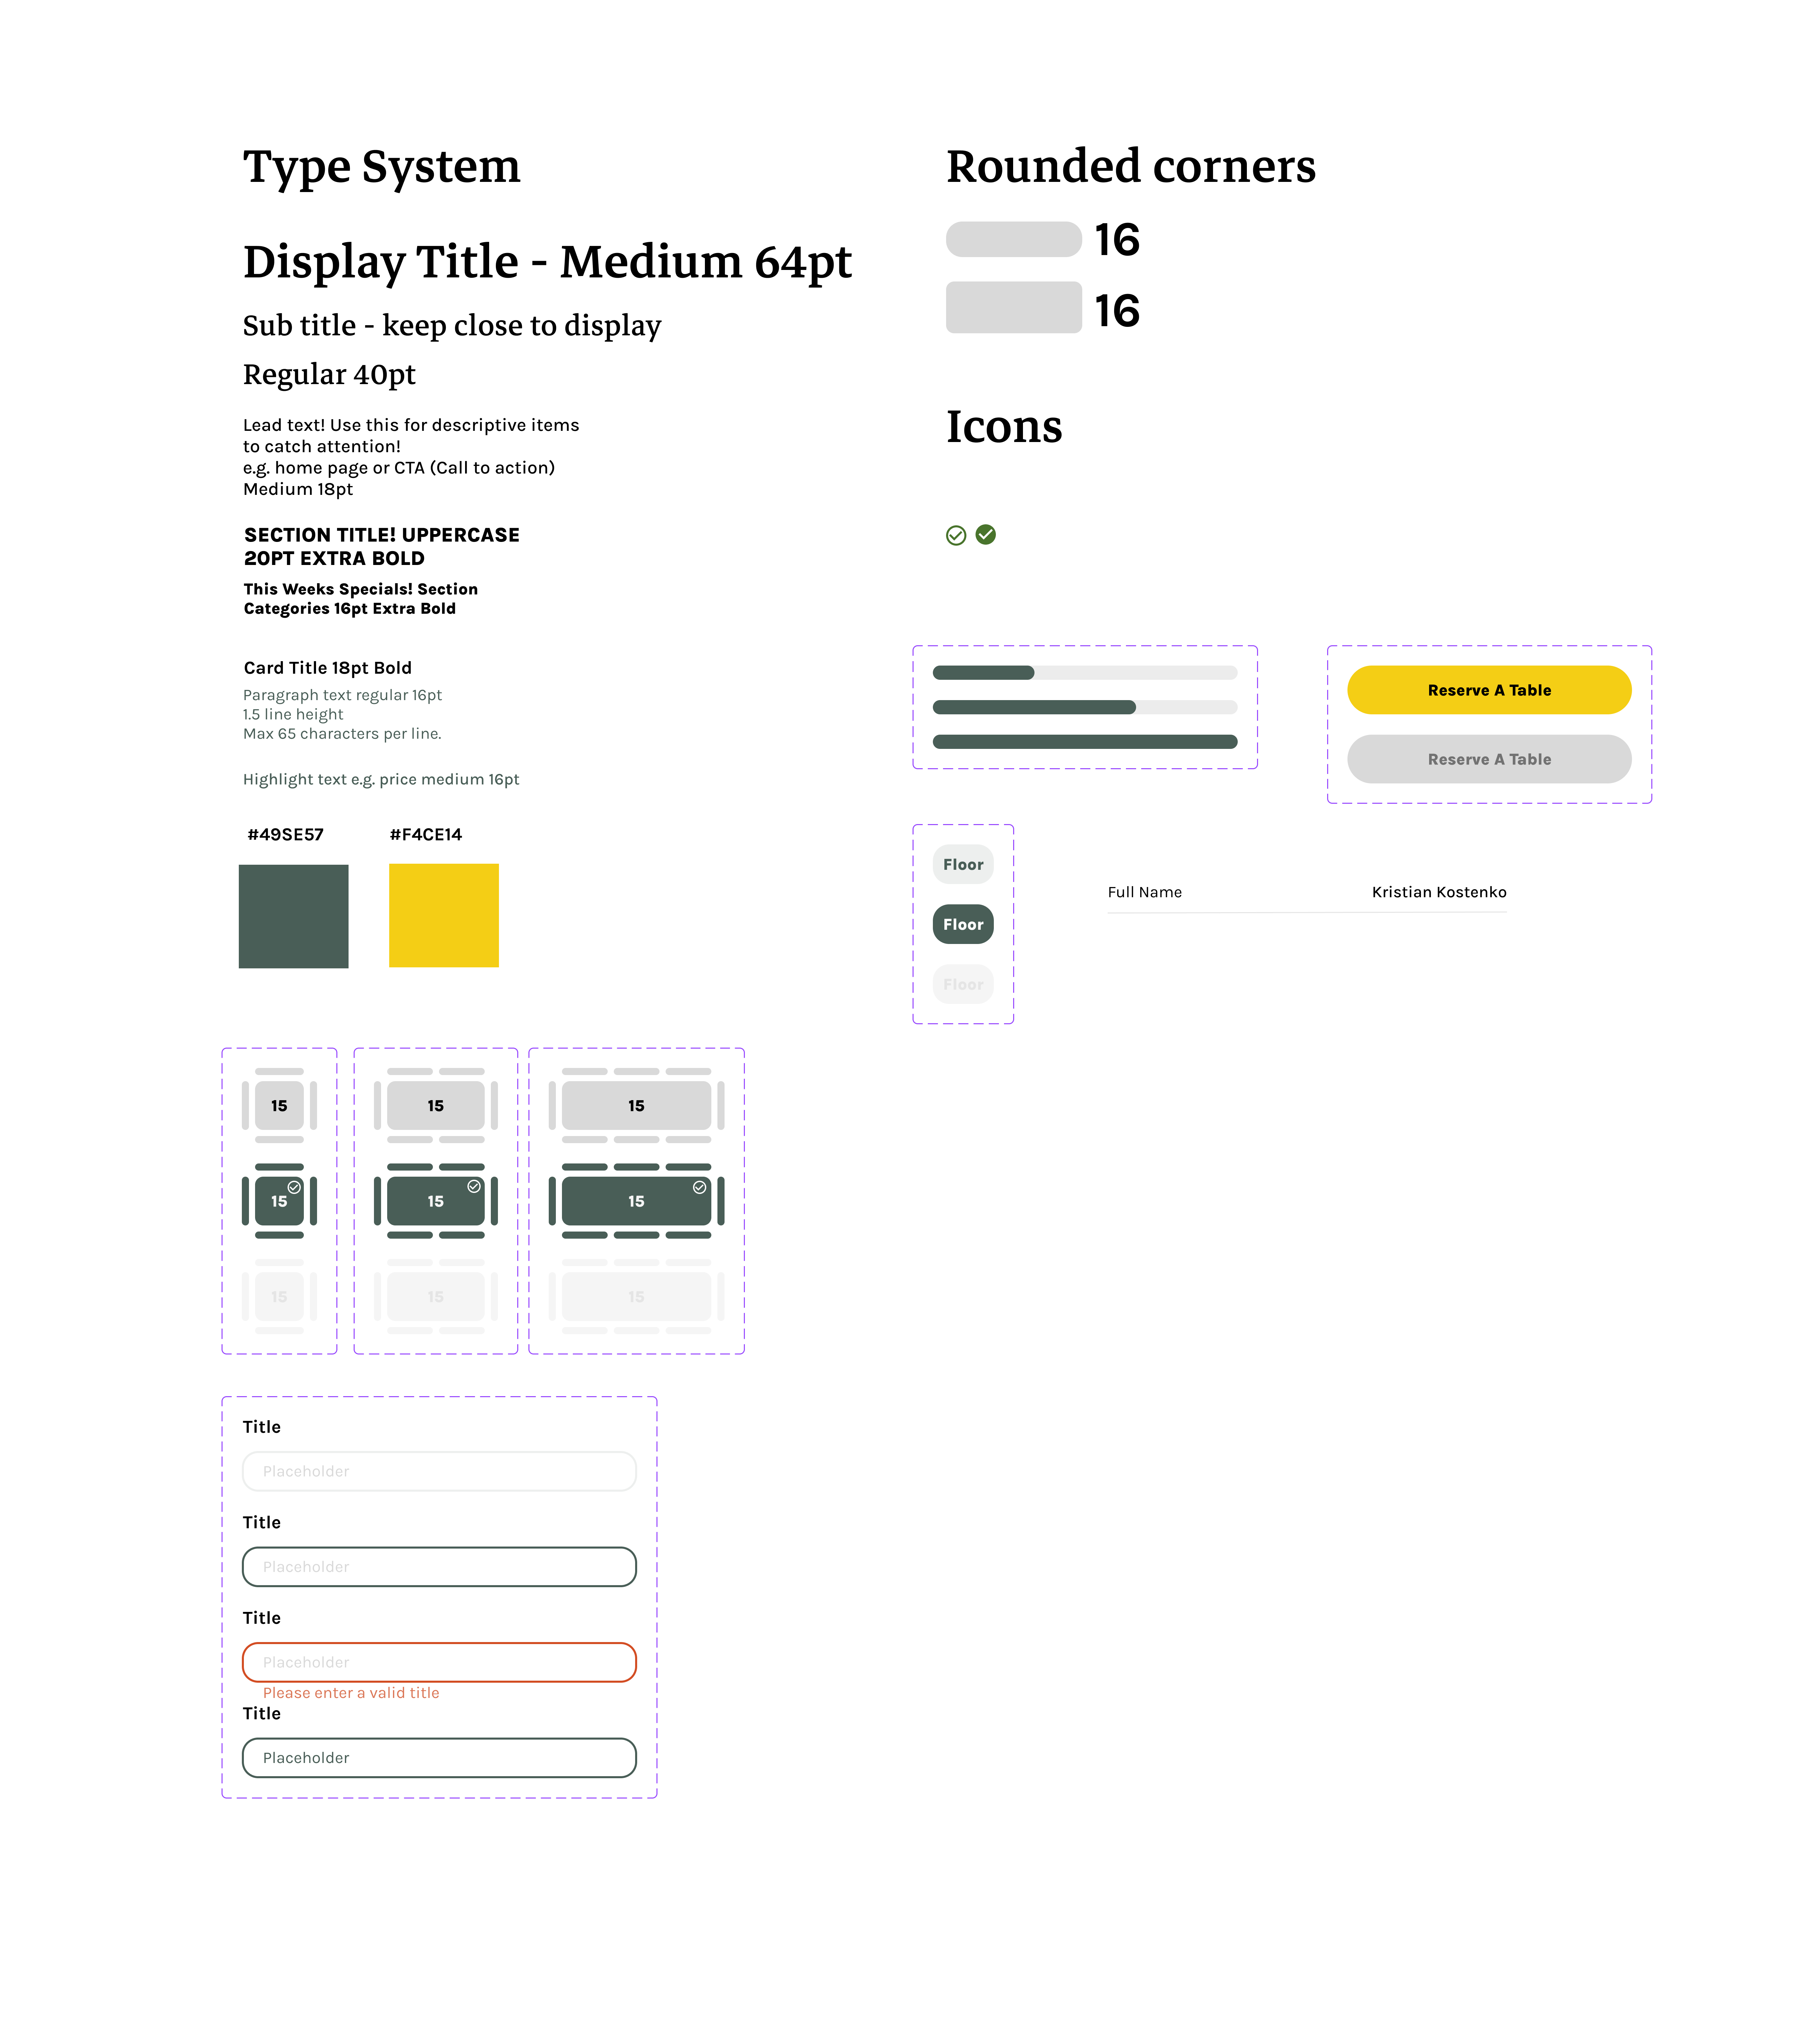 Type System
Display Title - Medium 64pt
Sub title - keep close to display
Regular 40pt
Lead text! Use this for descriptive items
to catch attention!
e.g. home page or CTA (Call to action)
Medium 18pt
SECTION TITLE! UPPERCASE
20PT EXTRA BOLD
This Weeks Specials! Section
Categories 16pt Extra Bold
Card Title 18pt Bold
Paragraph text regular 16pt
1.5 line height
Max 65 characters per line.
Highlight text e.g. price medium 16pt
#49SE57
#F4CE14
15
15
15
15
15
15
15
15
15
Title
Placeholder
Title
Placeholder
Title
Placeholder
Please enter a valid title
Title
Placeholder
Rounded corners
16
16
Icons
Reserve A Table
Reserve A Table
Floor
Floor
Floor
Full Name
Kristian Kostenko